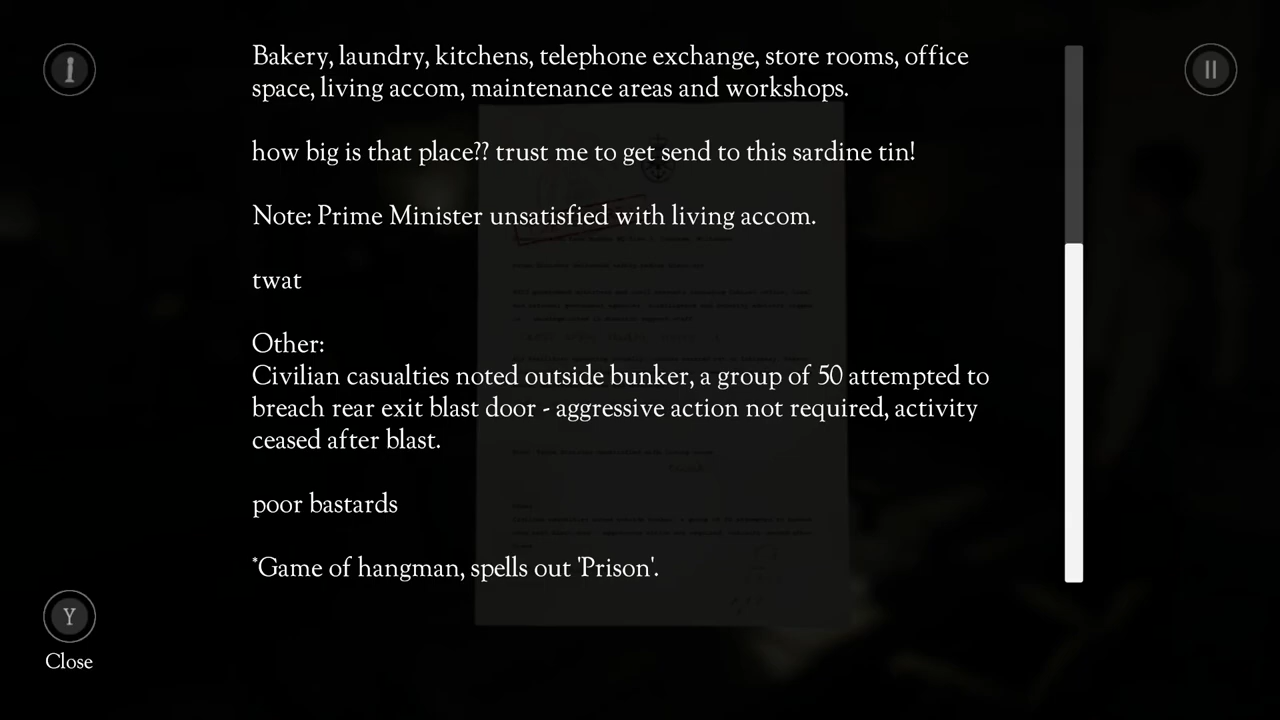 Bakery, laundry, kitchens, telephone exchange, store rooms, office
space, living accom, maintenance areas and workshops.
how big is that place?? trust me to get send to this sardine tin!
Note: Prime Minister unsatisfied with living accom.
twat
Other:
Civilian casualties noted outside bunker, a group of 50 attempted to
breach rear exit blast door - aggressive action not required, activity
ceased after blast.
poor bastards
*Game of hangman, spells out 'Prison'.
Y
Close